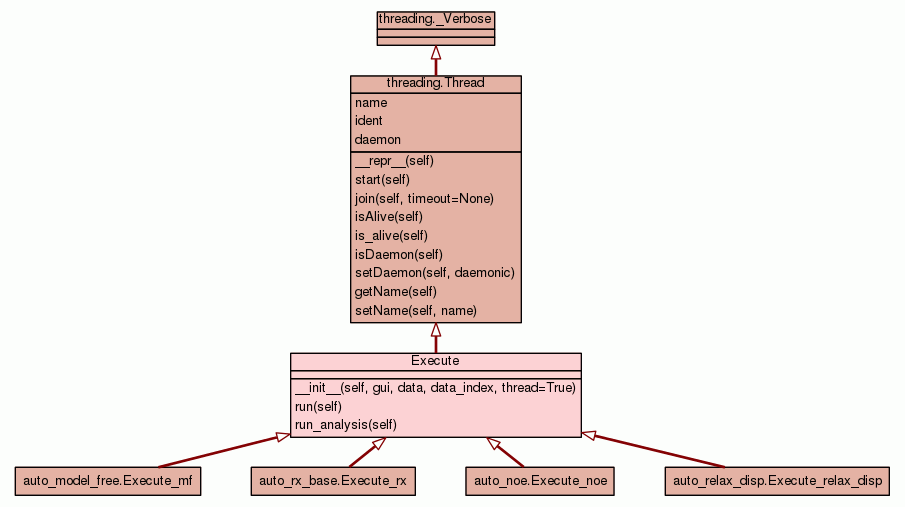 threading._Verbose
threading.Thread
name
ident
daemon
__repr__(self)
start(self)
join(self, timeout=None)
isAlive(self)
is_alive(self)
isDaemon(self)
setDaemon(self, daemonic)
getName(self)
setName(self, name)
Execute
__init__(self, gui, data, data_index, thread=True)
run(self)
run_analysis(self)
auto_model_free.Execute_mf
auto_rx_base.Execute_rx
auto_noe.Execute_noe
auto_relax_disp.Execute_relax_disp